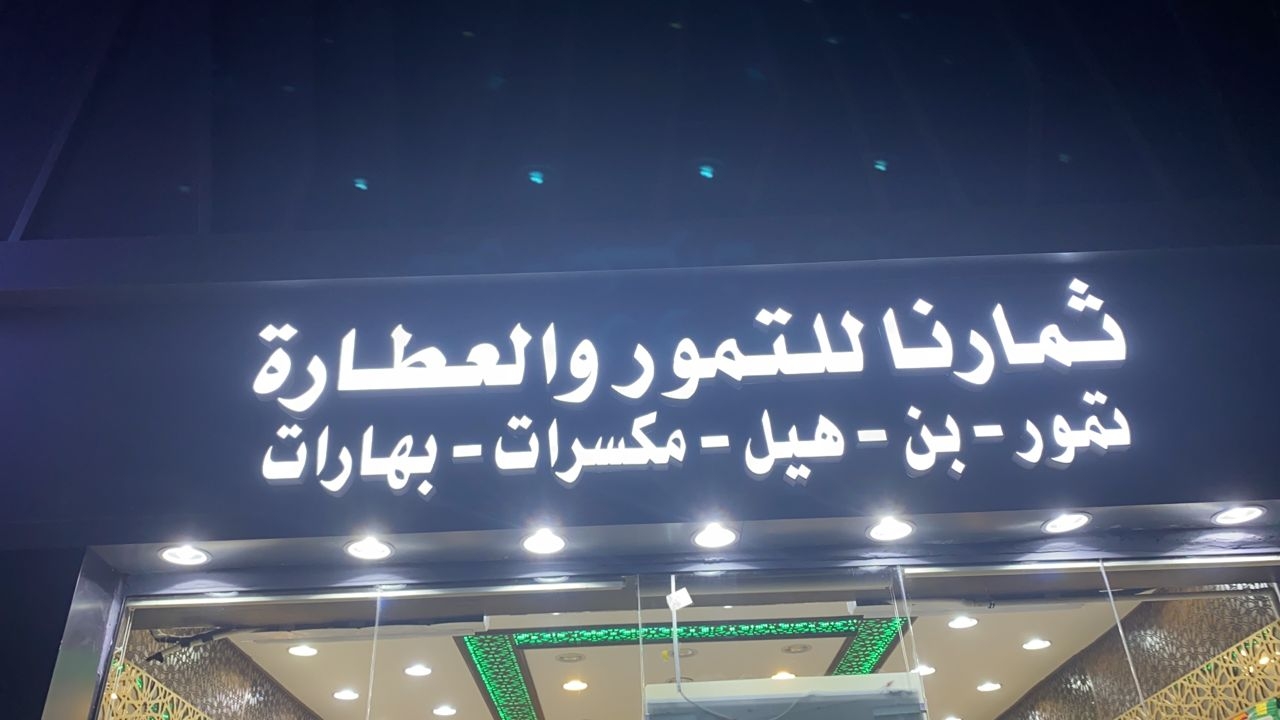 ثمارنا للتمور والعطارة
تمور - بن - هيل - مكسرات - بهارات